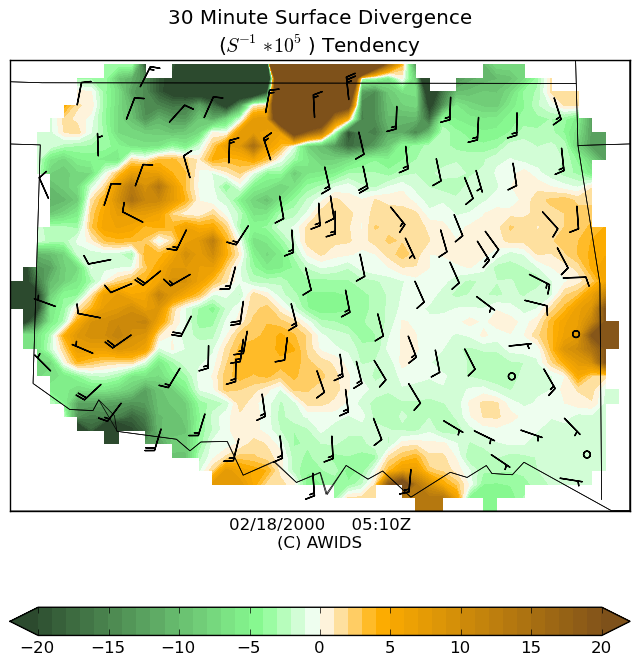 30 Minute Surface Divergence
(S⁻¹ *10⁵ ) Tendency
02/18/2000 05:10Z
(C) AWIDS
−20 −15 −10 −5 0 5 10 15 20